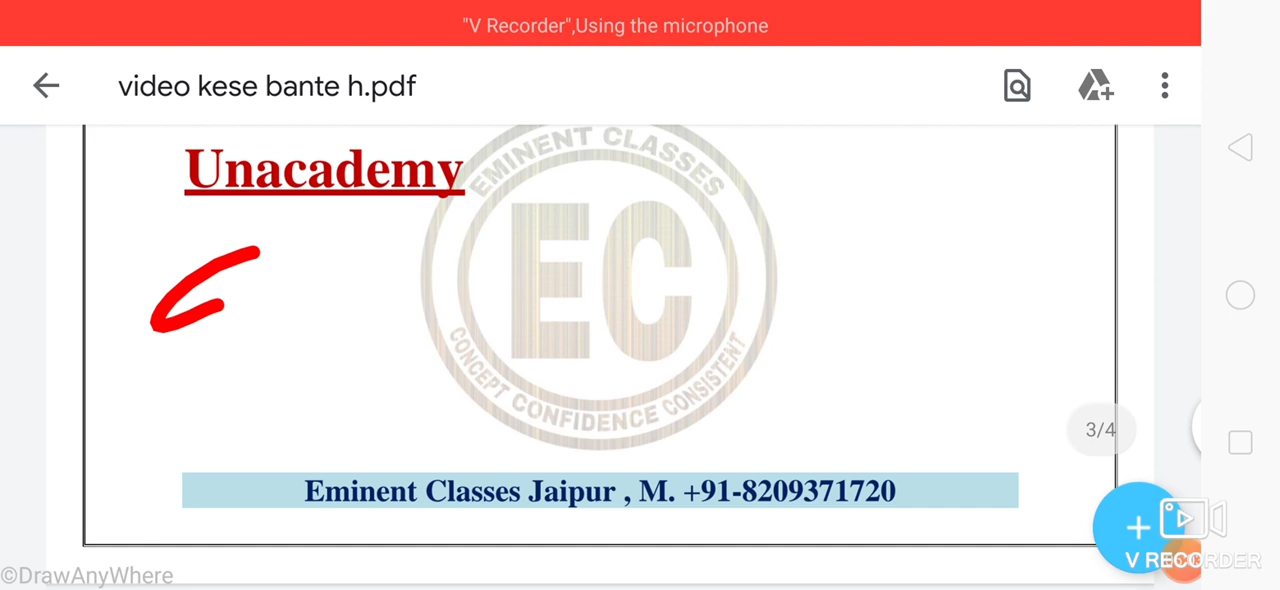 "V Recorder",Using the microphone
video kese bante h.pdf
Unacademy
EMINENT CLASSES
EC
CONCEPT CONFIDENCE CONSISTENT
3/4
Eminent Classes Jaipur , M. +91-8209371720
V RECORDER
©DrawAnyWhere